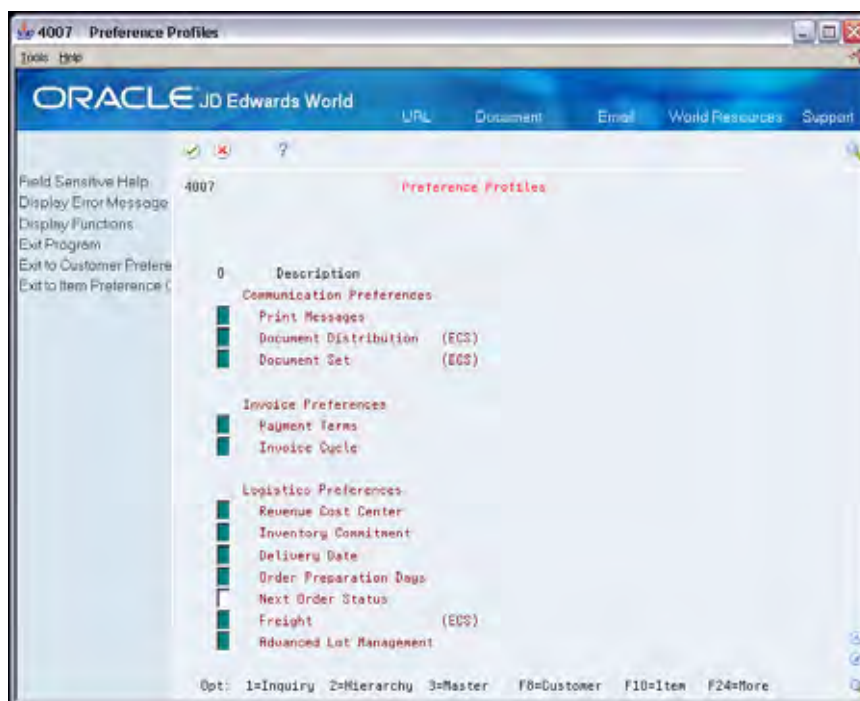 4007 Preference Profiles
Tools Help
ORACLE JD Edwards World
URL Document Email World Resources Support
?
Field Sensitive Help
Display Error Message
Display Functions
Exit Program
Exit to Customer Prefere
Exit to Item Preference C
4007 Preference Profiles
O Description
Communication Preferences
Print Messages
Document Distribution (ECS)
Document Set (ECS)
Invoice Preferences
Payment Terms
Invoice Cycle
Logistics Preferences
Revenue Cost Center
Inventory Commitment
Delivery Date
Order Preparation Days
Next Order Status
Freight (ECS)
Advanced Lot Management
Opt: 1=Inquiry 2=Hierarchy 3=Master F8=Customer F10=Item F24=More